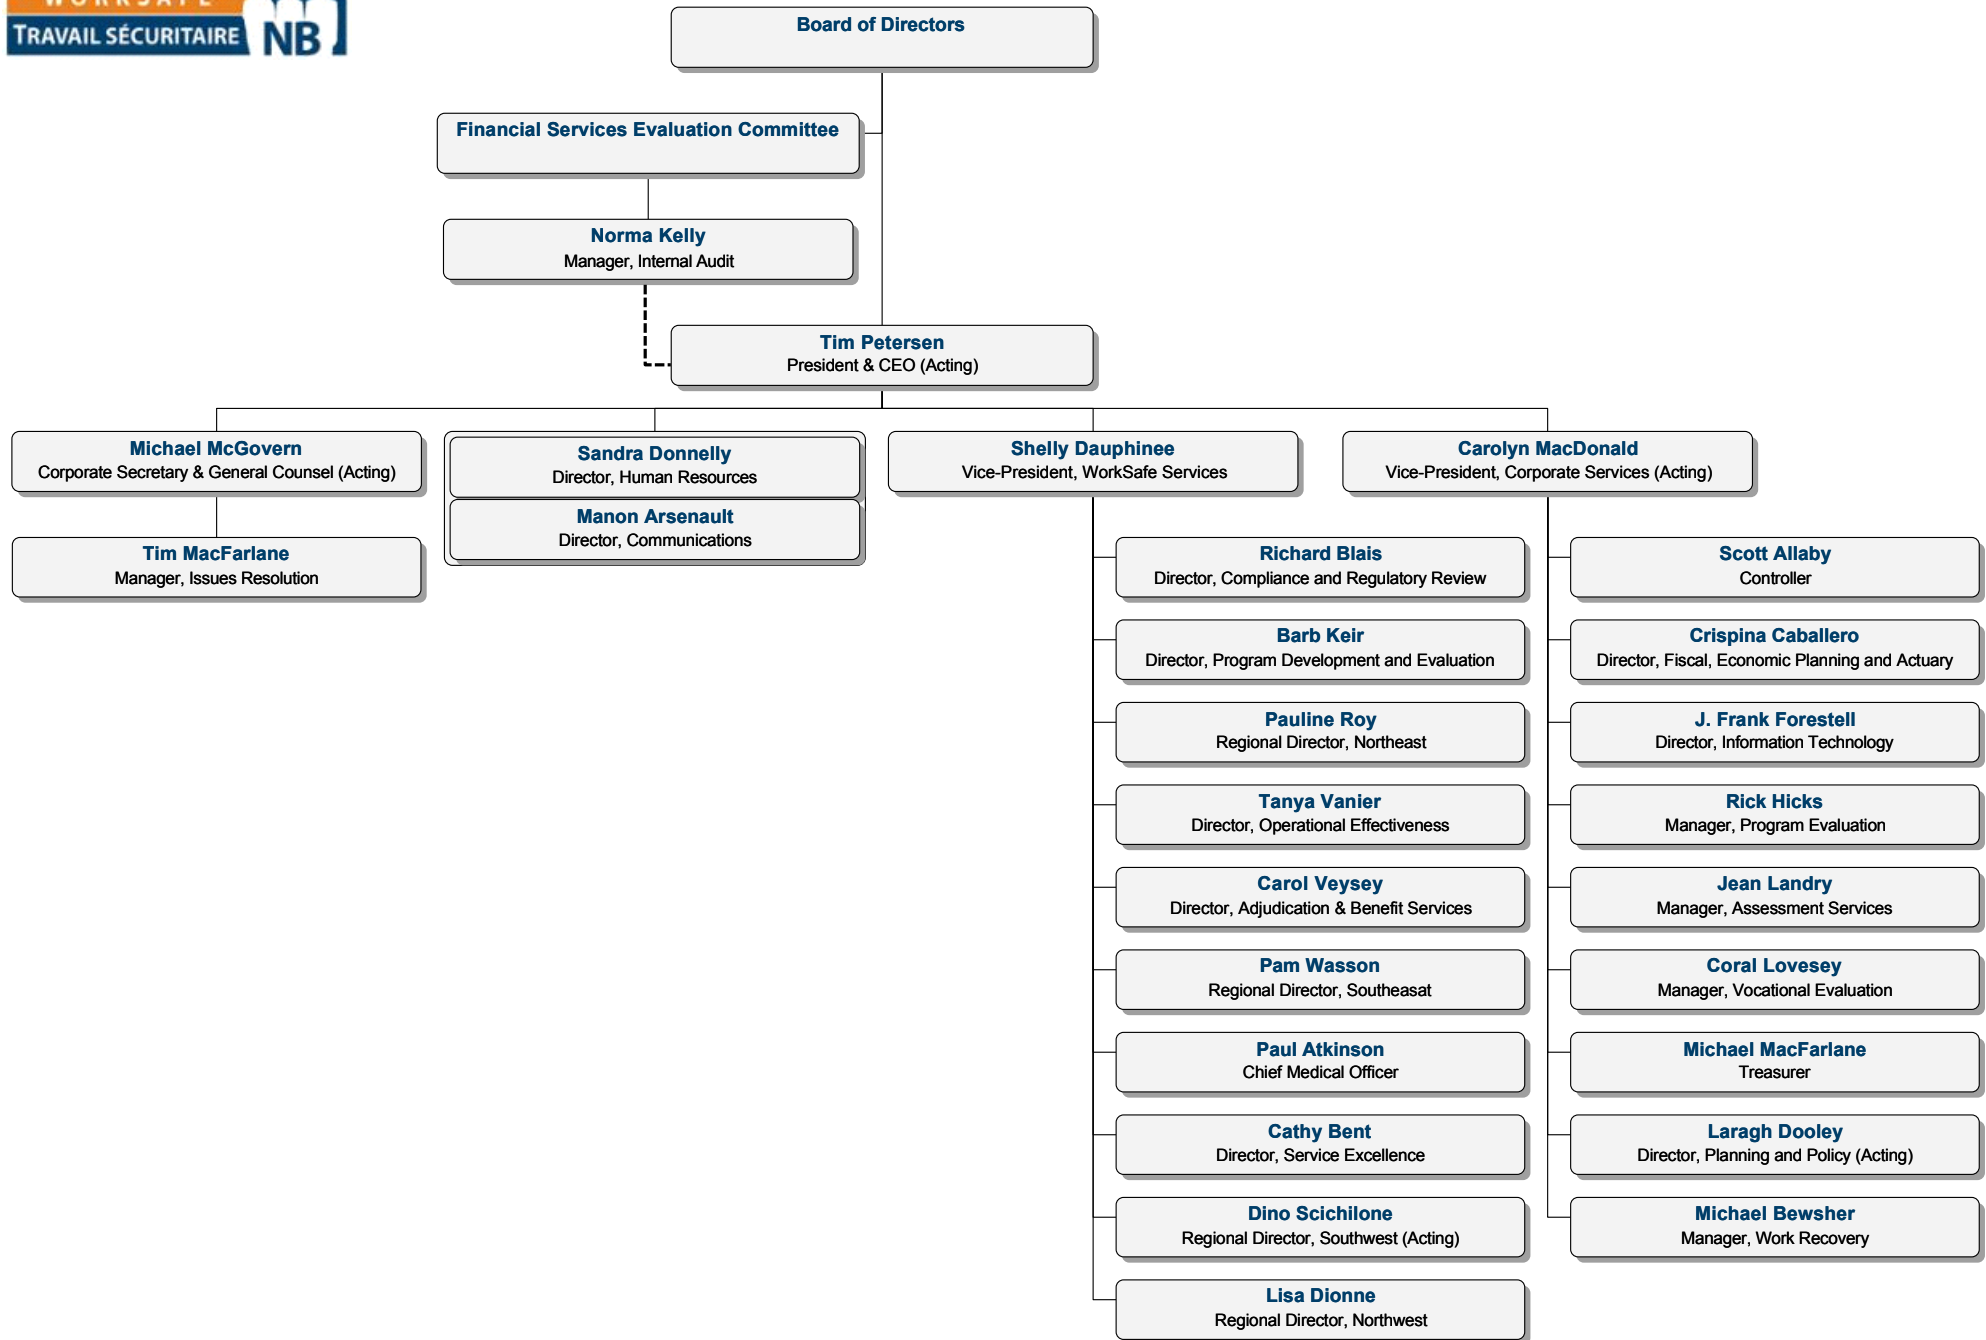 WORKSAFE
TRAVAIL SÉCURITAIRE NB
Board of Directors
Financial Services Evaluation Committee
Norma Kelly
Manager, Internal Audit
Tim Petersen
President & CEO (Acting)
Michael McGovern
Corporate Secretary & General Counsel (Acting)
Tim MacFarlane
Manager, Issues Resolution
Sandra Donnelly
Director, Human Resources
Manon Arsenault
Director, Communications
Shelly Dauphinee
Vice-President, WorkSafe Services
Richard Blais
Director, Compliance and Regulatory Review
Barb Keir
Director, Program Development and Evaluation
Pauline Roy
Regional Director, Northeast
Tanya Vanier
Director, Operational Effectiveness
Carol Veysey
Director, Adjudication & Benefit Services
Pam Wasson
Regional Director, Southeasat
Paul Atkinson
Chief Medical Officer
Cathy Bent
Director, Service Excellence
Dino Scichilone
Regional Director, Southwest (Acting)
Lisa Dionne
Regional Director, Northwest
Carolyn MacDonald
Vice-President, Corporate Services (Acting)
Scott Allaby
Controller
Crispina Caballero
Director, Fiscal, Economic Planning and Actuary
J. Frank Forestell
Director, Information Technology
Rick Hicks
Manager, Program Evaluation
Jean Landry
Manager, Assessment Services
Coral Lovesey
Manager, Vocational Evaluation
Michael MacFarlane
Treasurer
Laragh Dooley
Director, Planning and Policy (Acting)
Michael Bewsher
Manager, Work Recovery